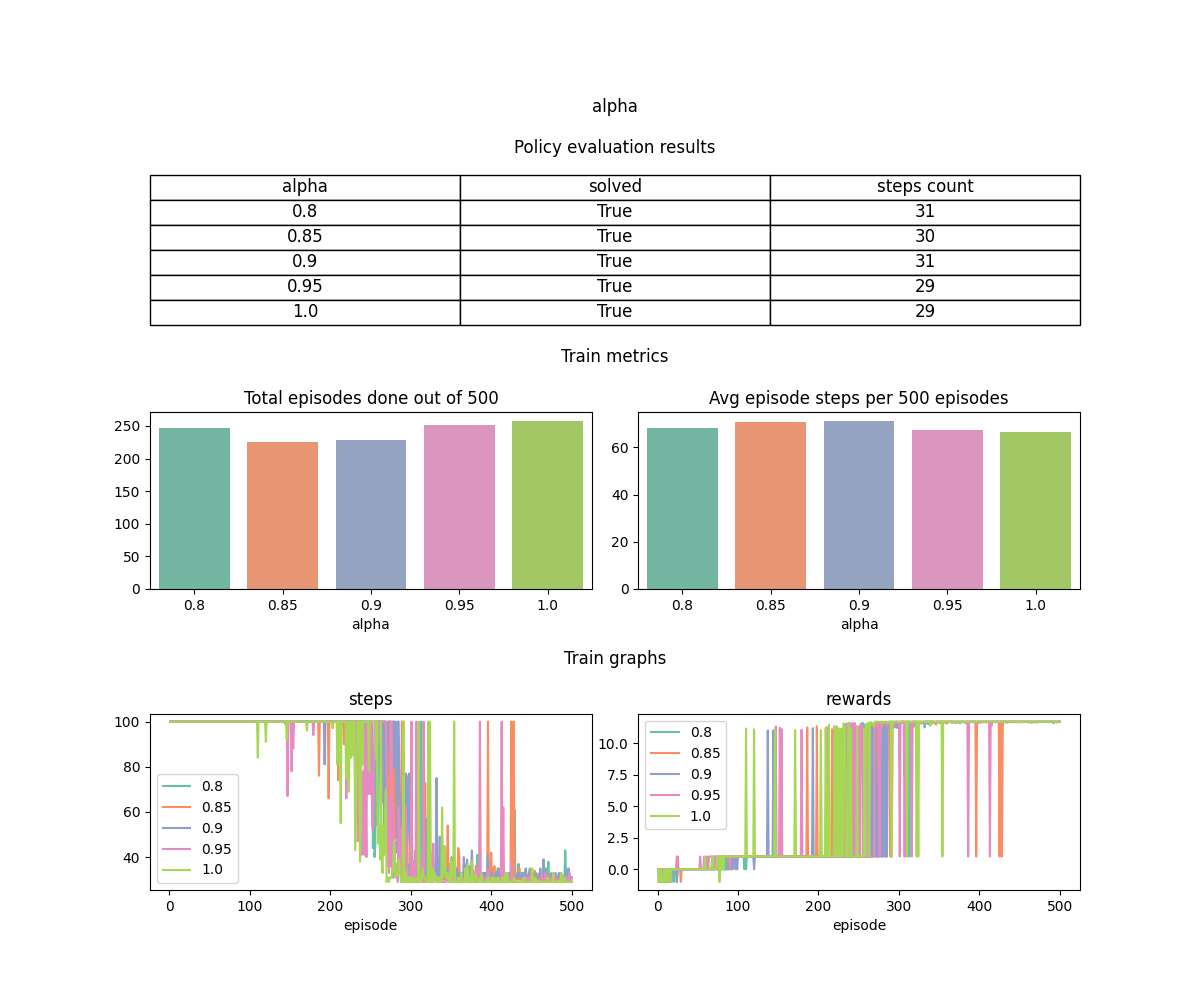 alpha
Policy evaluation results
alpha solved steps count
0.8 True 31
0.85 True 30
0.9 True 31
0.95 True 29
1.0 True 29
Train metrics
Total episodes done out of 500
250
200
150
100
50
0
0.8 0.85 0.9 0.95 1.0
alpha
Avg episode steps per 500 episodes
60
40
20
0
0.8 0.85 0.9 0.95 1.0
alpha
Train graphs
steps
100
80
60
40
0.8
0.85
0.9
0.95
1.0
0 100 200 300 400 500
episode
rewards
10.0
7.5
5.0
2.5
0.0
0.8
0.85
0.9
0.95
1.0
0 100 200 300 400 500
episode